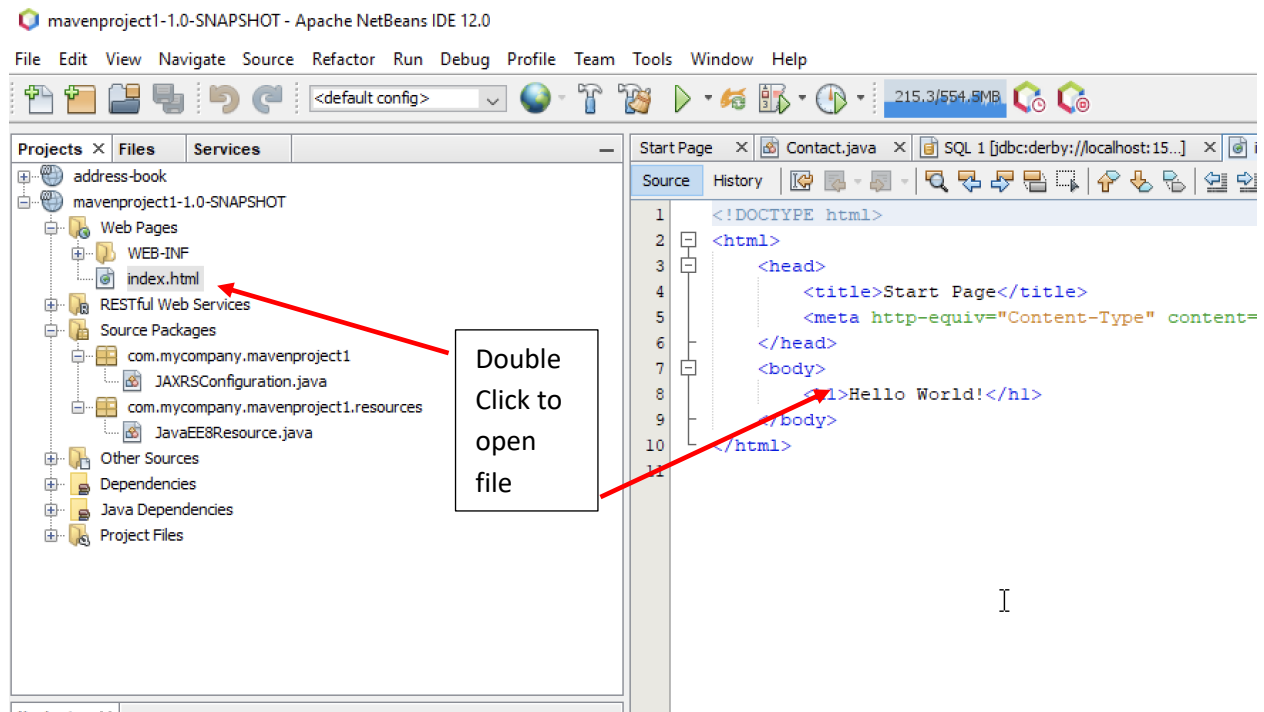 mavenproject1-1.0-SNAPSHOT - Apache NetBeans IDE 12.0
File Edit View Navigate Source Refactor Run Debug Profile Team Tools Window Help
<default config>
215.3/554.5MB
Projects Files Services
address-book
mavenproject1-1.0-SNAPSHOT
Web Pages
WEB-INF
index.html
RESTful Web Services
Source Packages
com.mycompany.mavenproject1
JAXRSConfiguration.java
com.mycompany.mavenproject1.resources
JavaEE8Resource.java
Other Sources
Dependencies
Java Dependencies
Project Files
Double
Click to
open
file
Start Page Contact.java SQL 1 [jdbc:derby://localhost:15...]
Source History
1 <!DOCTYPE html>
2 <html>
3 <head>
4 <title>Start Page</title>
5 <meta http-equiv="Content-Type" content=
6 </head>
7 <body>
8 <h1>Hello World!</h1>
9 </body>
10 </html>
11